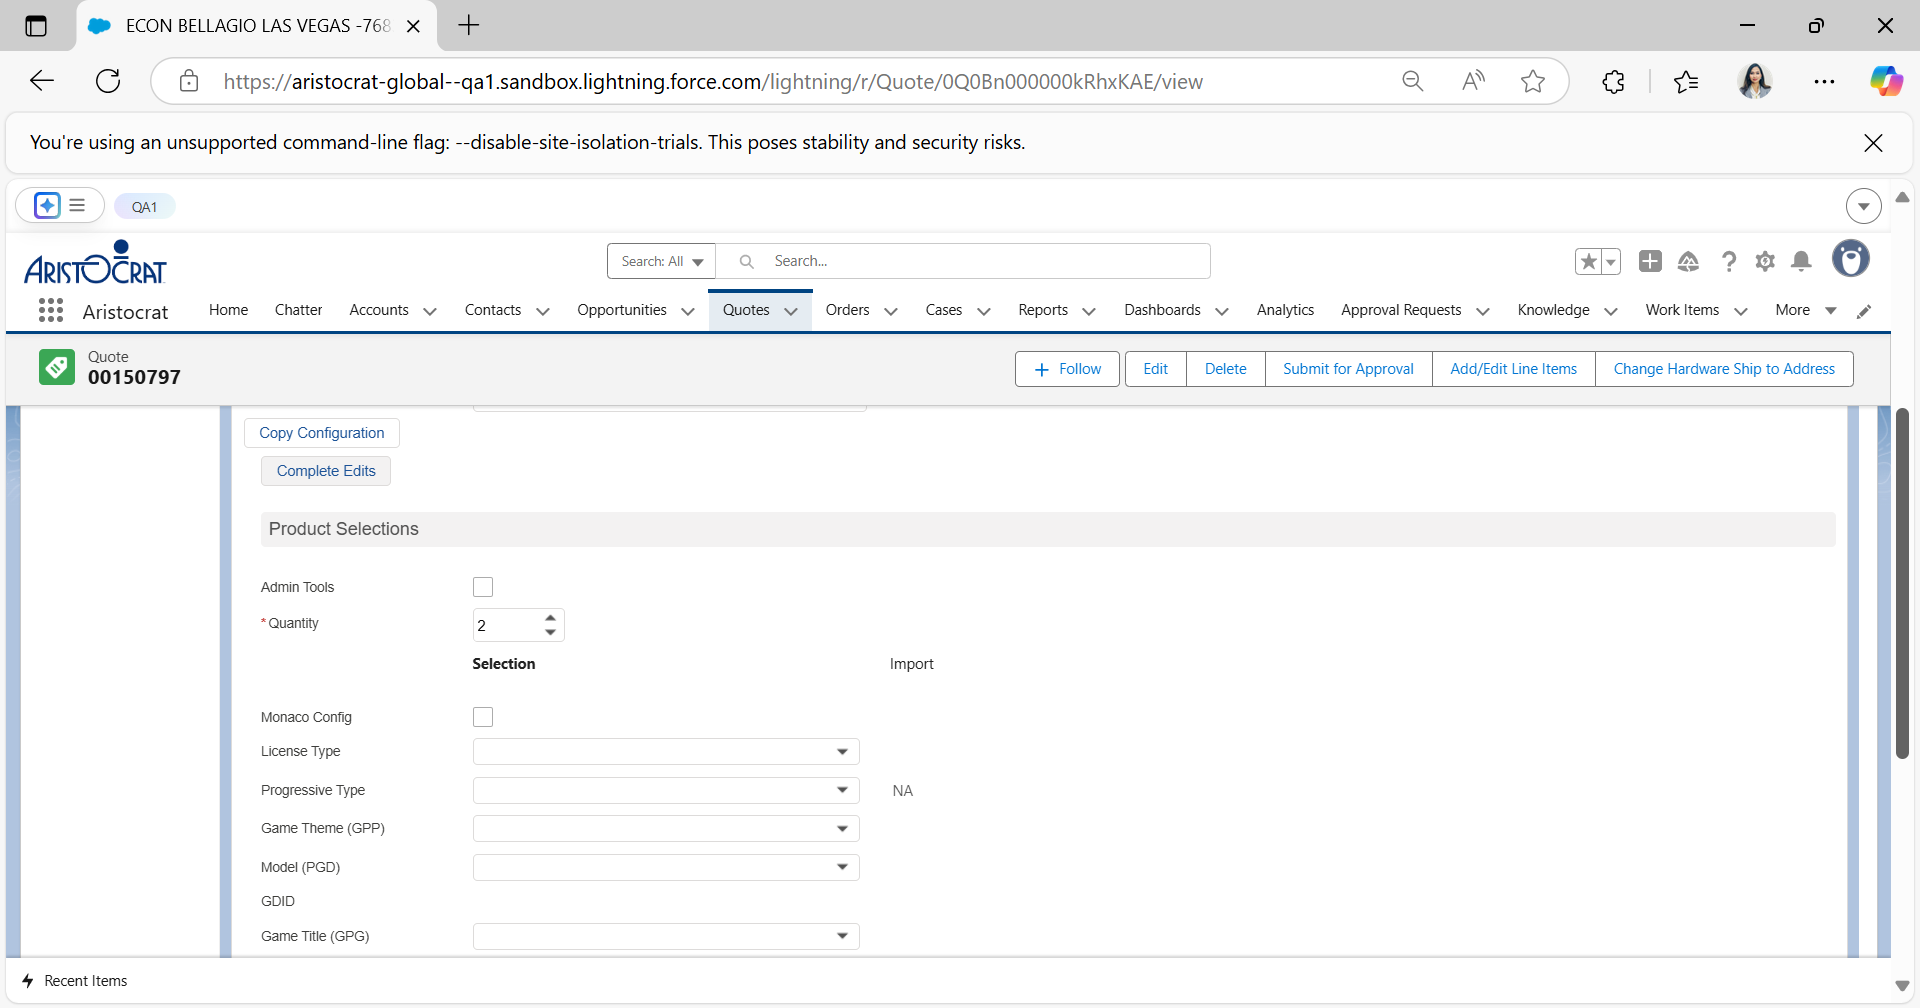 ECON BELLAGIO LAS VEGAS -768
https://aristocrat-global--qa1.sandbox.lightning.force.com/lightning/r/Quote/0Q0Bn000000kRhxKAE/view
You're using an unsupported command-line flag: --disable-site-isolation-trials. This poses stability and security risks.
QA1
ARISTOCRAT
Search: All
Search...
Aristocrat
Home
Chatter
Accounts
Contacts
Opportunities
Quotes
Orders
Cases
Reports
Dashboards
Analytics
Approval Requests
Knowledge
Work Items
More
Quote
00150797
Follow
Edit
Delete
Submit for Approval
Add/Edit Line Items
Change Hardware Ship to Address
Copy Configuration
Complete Edits
Product Selections
Admin Tools
*Quantity
2
Selection
Import
Monaco Config
License Type
Progressive Type
NA
Game Theme (GPP)
Model (PGD)
GDID
Game Title (GPG)
Recent Items